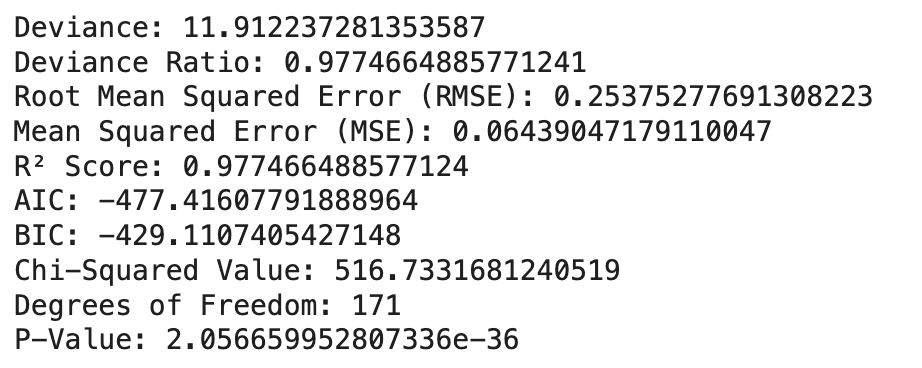 Deviance: 11.912237281353587
Deviance Ratio: 0.9774664885771241
Root Mean Squared Error (RMSE): 0.25375277691308223
Mean Squared Error (MSE): 0.06439047179110047
R² Score: 0.977466488577124
AIC: -477.41607791888964
BIC: -429.1107405427148
Chi-Squared Value: 516.7331681240519
Degrees of Freedom: 171
P-Value: 2.056659952807336e-36